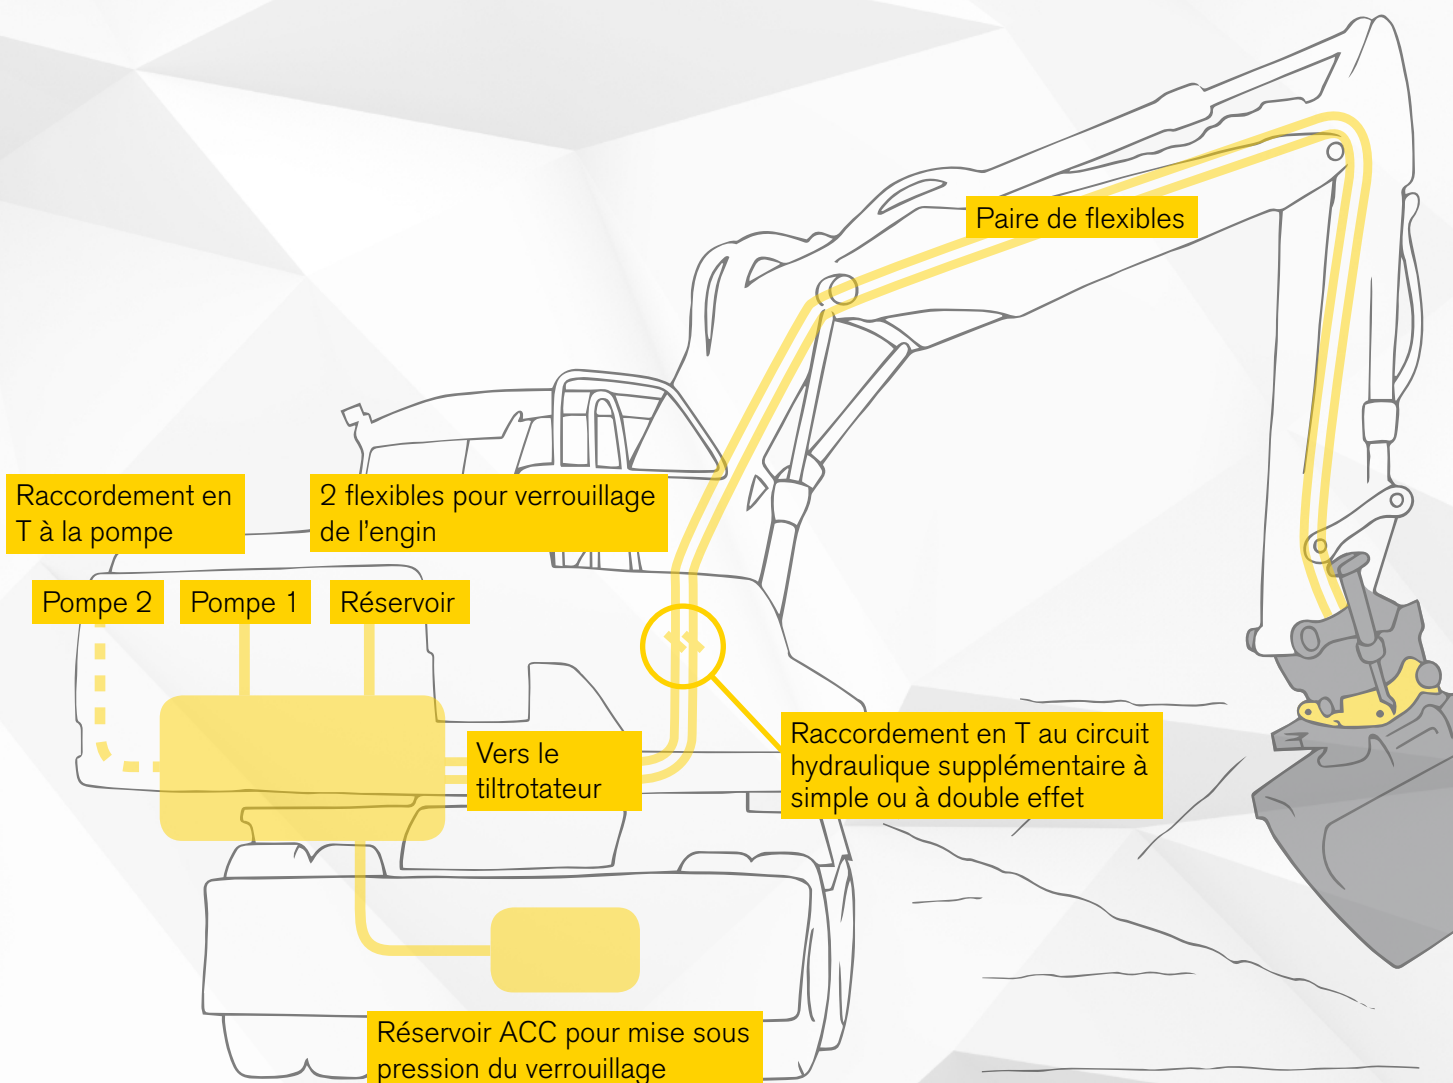 Paire de flexibles
Raccordement en
T à la pompe
2 flexibles pour verrouillage
de l'engin
Pompe 2
Pompe 1
Réservoir
Vers le
tiltrotateur
Raccordement en T au circuit
hydraulique supplémentaire à
simple ou à double effet
Réservoir ACC pour mise sous
pression du verrouillage